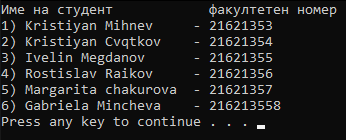 Име на студент факултетен номер
1) Kristiyan Mihnev - 21621353
2) Kristiyan Cvqtkov - 21621354
3) Ivelin Megdanov - 21621355
4) Rostislav Raikov - 21621356
5) Margarita chakurova - 21621357
6) Gabriela Mincheva - 216213558
Press any key to continue . . .